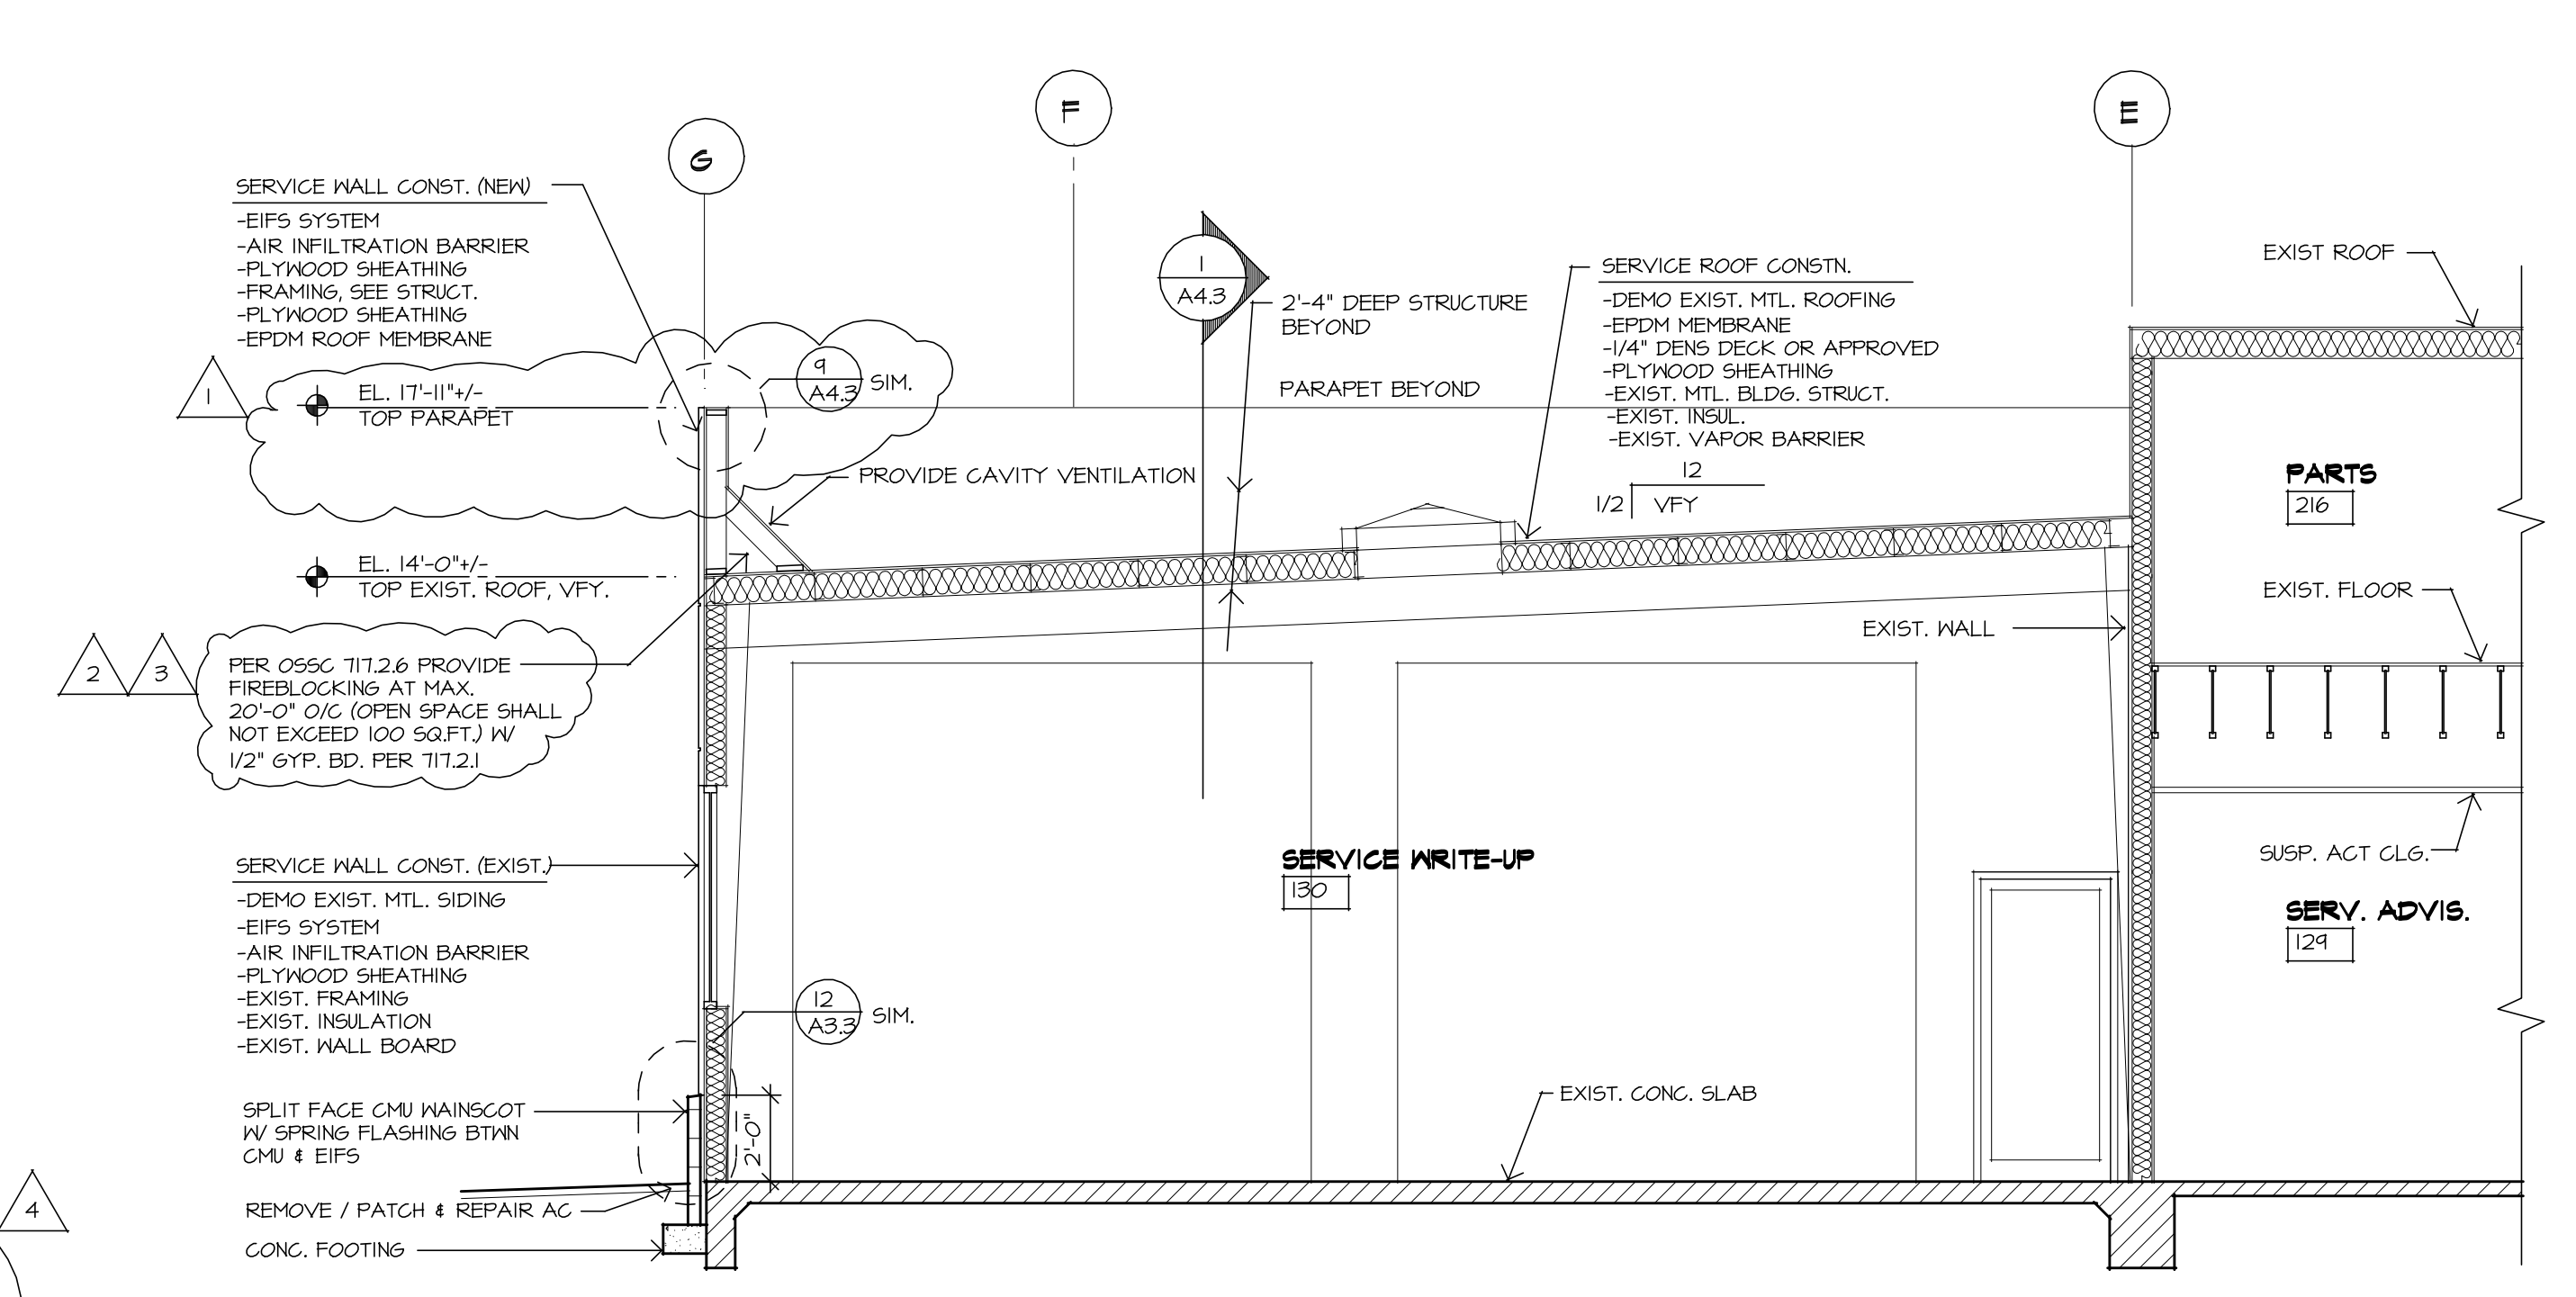 G
F
E
SERVICE WALL CONST. (NEW)
-EIFS SYSTEM
-AIR INFILTRATION BARRIER
-PLYWOOD SHEATHING
-FRAMING, SEE STRUCT.
-PLYWOOD SHEATHING
-EPDM ROOF MEMBRANE
1
EL. 17'-11"+/-
TOP PARAPET
9
A4.3
SIM.
PROVIDE CAVITY VENTILATION
EL. 14'-0"+/-
TOP EXIST. ROOF, VFY.
2
3
PER OSSC 717.2.6 PROVIDE
FIREBLOCKING AT MAX.
20'-0" O/C (OPEN SPACE SHALL
NOT EXCEED 100 SQ.FT.) W/
1/2" GYP. BD. PER 717.2.1
SERVICE WALL CONST. (EXIST.)
-DEMO EXIST. MTL. SIDING
-EIFS SYSTEM
-AIR INFILTRATION BARRIER
-PLYWOOD SHEATHING
-EXIST. FRAMING
-EXIST. INSULATION
-EXIST. WALL BOARD
12
A3.3
SIM.
SPLIT FACE CMU WAINSCOT
W/ SPRING FLASHING BTWN
CMU & EIFS
2'-0"
4
REMOVE / PATCH & REPAIR AC
CONC. FOOTING
1
A4.3
2'-4" DEEP STRUCTURE
BEYOND
PARAPET BEYOND
SERVICE ROOF CONSTN.
-DEMO EXIST. MTL. ROOFING
-EPDM MEMBRANE
-1/4" DENS DECK OR APPROVED
-PLYWOOD SHEATHING
-EXIST. MTL. BLDG. STRUCT.
-EXIST. INSUL.
-EXIST. VAPOR BARRIER
12
1/2
VFY
EXIST. WALL
SERVICE WRITE-UP
130
EXIST. CONC. SLAB
EXIST ROOF
PARTS
216
EXIST. FLOOR
SUSP. ACT CLG.
SERV. ADVIS.
129